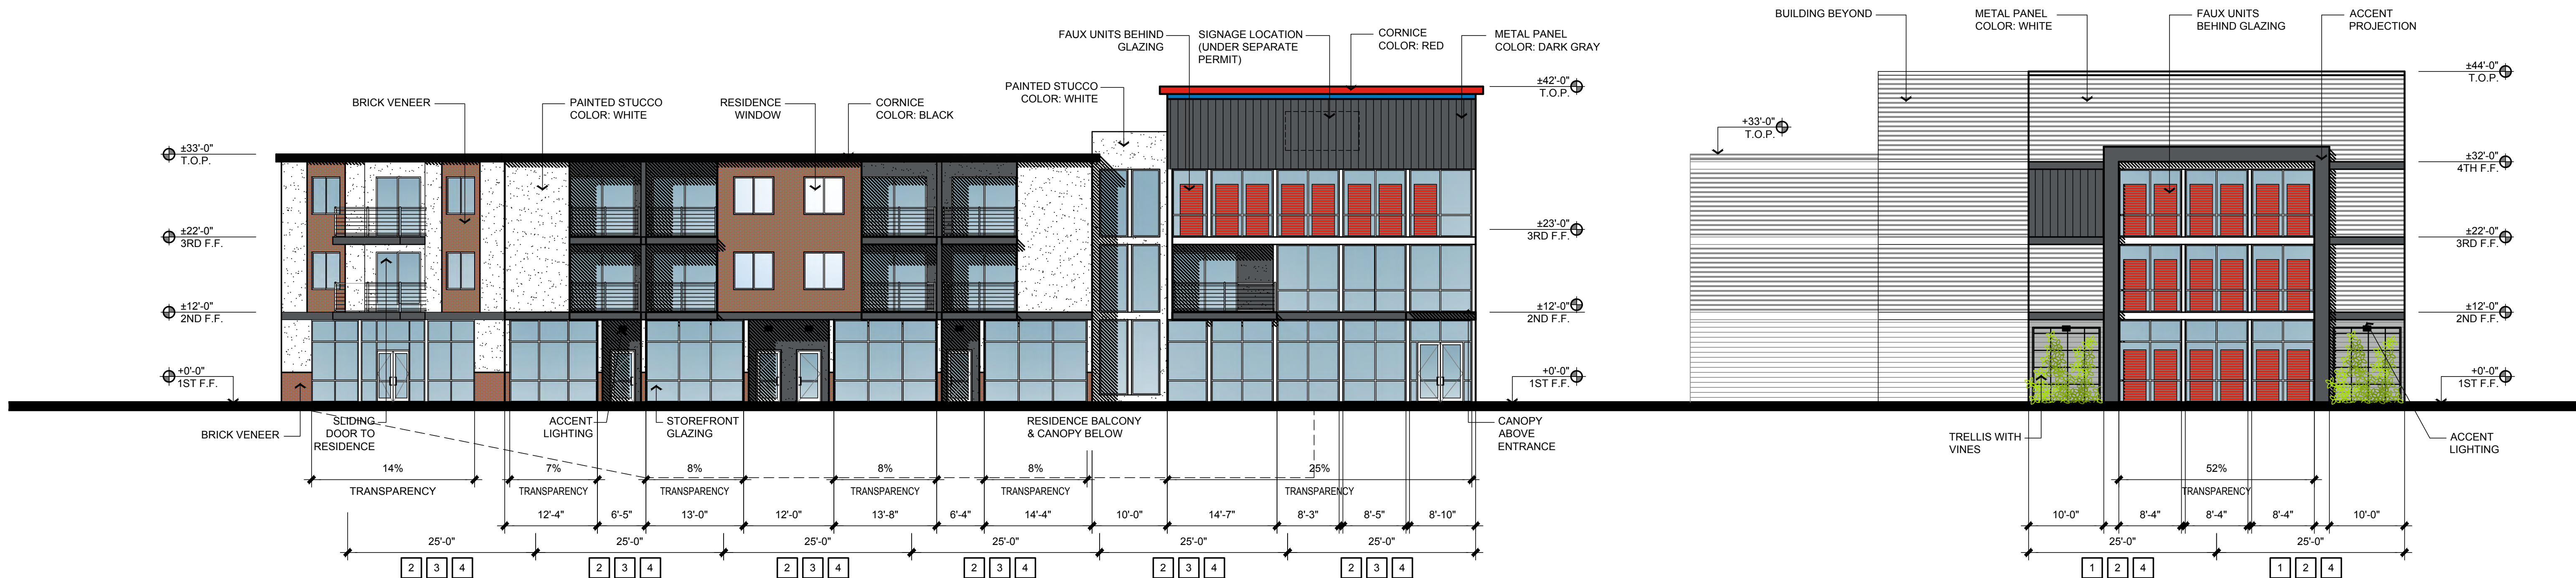 FAUX UNITS BEHIND
GLAZING
SIGNAGE LOCATION
(UNDER SEPARATE
PERMIT)
CORNICE
COLOR: RED
METAL PANEL
COLOR: DARK GRAY
PAINTED STUCCO
COLOR: WHITE
±42'-0"
T.O.P.
BRICK VENEER
PAINTED STUCCO
COLOR: WHITE
RESIDENCE
WINDOW
CORNICE
COLOR: BLACK
±33'-0"
T.O.P.
±22'-0"
3RD F.F.
±12'-0"
2ND F.F.
+0'-0"
1ST F.F.
±23'-0"
3RD F.F.
±12'-0"
2ND F.F.
+0'-0"
1ST F.F.
BRICK VENEER
SLIDING
DOOR TO
RESIDENCE
ACCENT
LIGHTING
STOREFRONT
GLAZING
RESIDENCE BALCONY
& CANOPY BELOW
CANOPY
ABOVE
ENTRANCE
14%
7%
8%
8%
8%
25%
TRANSPARENCY
TRANSPARENCY
TRANSPARENCY
TRANSPARENCY
TRANSPARENCY
TRANSPARENCY
12'-4"
6'-5"
13'-0"
12'-0"
13'-8"
6'-4"
14'-4"
10'-0"
14'-7"
8'-3"
8'-5"
8'-10"
25'-0"
25'-0"
25'-0"
25'-0"
25'-0"
25'-0"
2 3 4
2 3 4
2 3 4
2 3 4
2 3 4
2 3 4
BUILDING BEYOND
METAL PANEL
COLOR: WHITE
FAUX UNITS
BEHIND GLAZING
ACCENT
PROJECTION
+33'-0"
T.O.P.
±44'-0"
T.O.P.
±32'-0"
4TH F.F.
±22'-0"
3RD F.F.
±12'-0"
2ND F.F.
+0'-0"
1ST F.F.
TRELLIS WITH
VINES
ACCENT
LIGHTING
52%
TRANSPARENCY
10'-0"
8'-4"
8'-4"
8'-4"
10'-0"
25'-0"
25'-0"
1 2 4
1 2 4